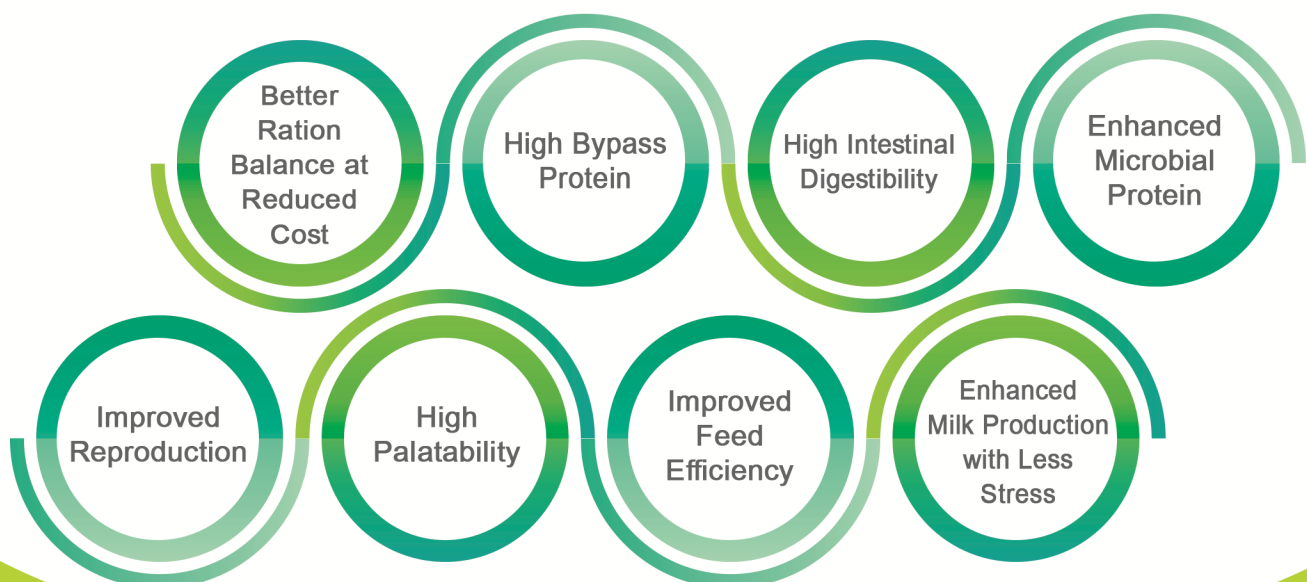 Better
Ration
Balance at
Reduced
Cost
High Bypass
Protein
High Intestinal
Digestibility
Enhanced
Microbial
Protein
Improved
Reproduction
High
Palatability
Improved
Feed
Efficiency
Enhanced
Milk Production
with Less
Stress